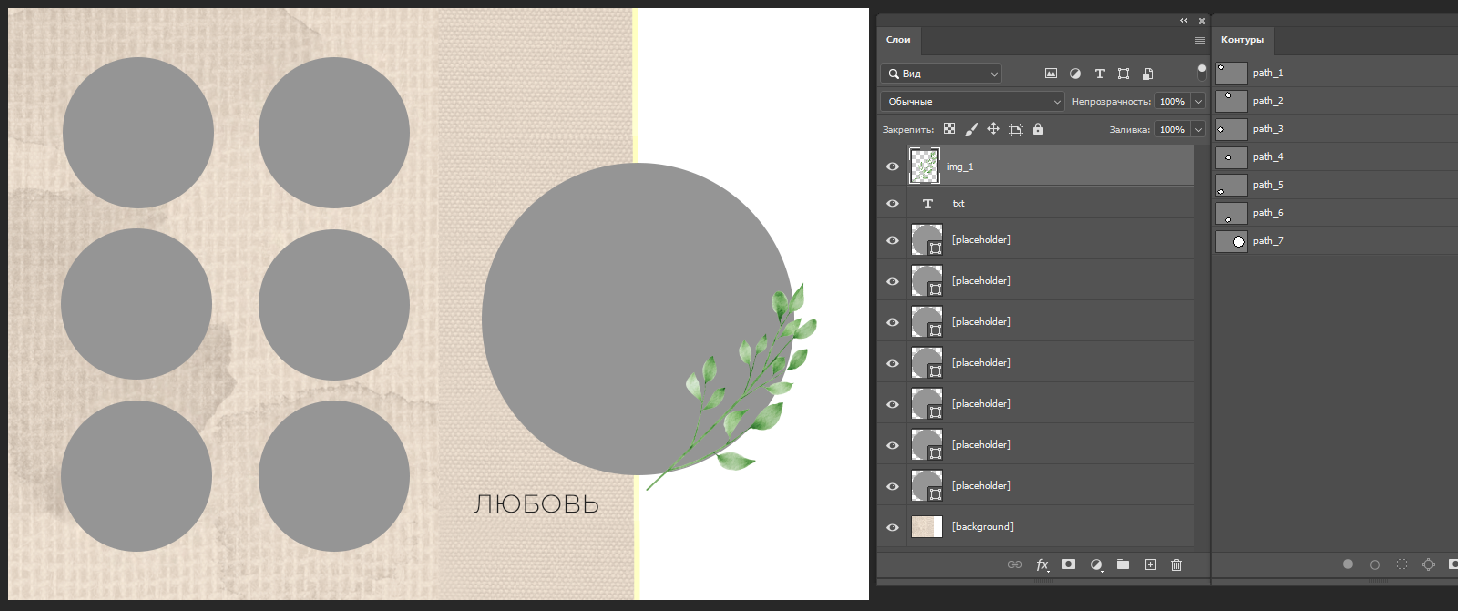 ЛЮБОВЬ
Слои
Вид
Обычные
Непрозрачность: 100%
Закрепить:
Заливка: 100%
img_1
T txt
[placeholder]
[placeholder]
[placeholder]
[placeholder]
[placeholder]
[placeholder]
[placeholder]
[background]
fx
Контуры
path_1
path_2
path_3
path_4
path_5
path_6
path_7